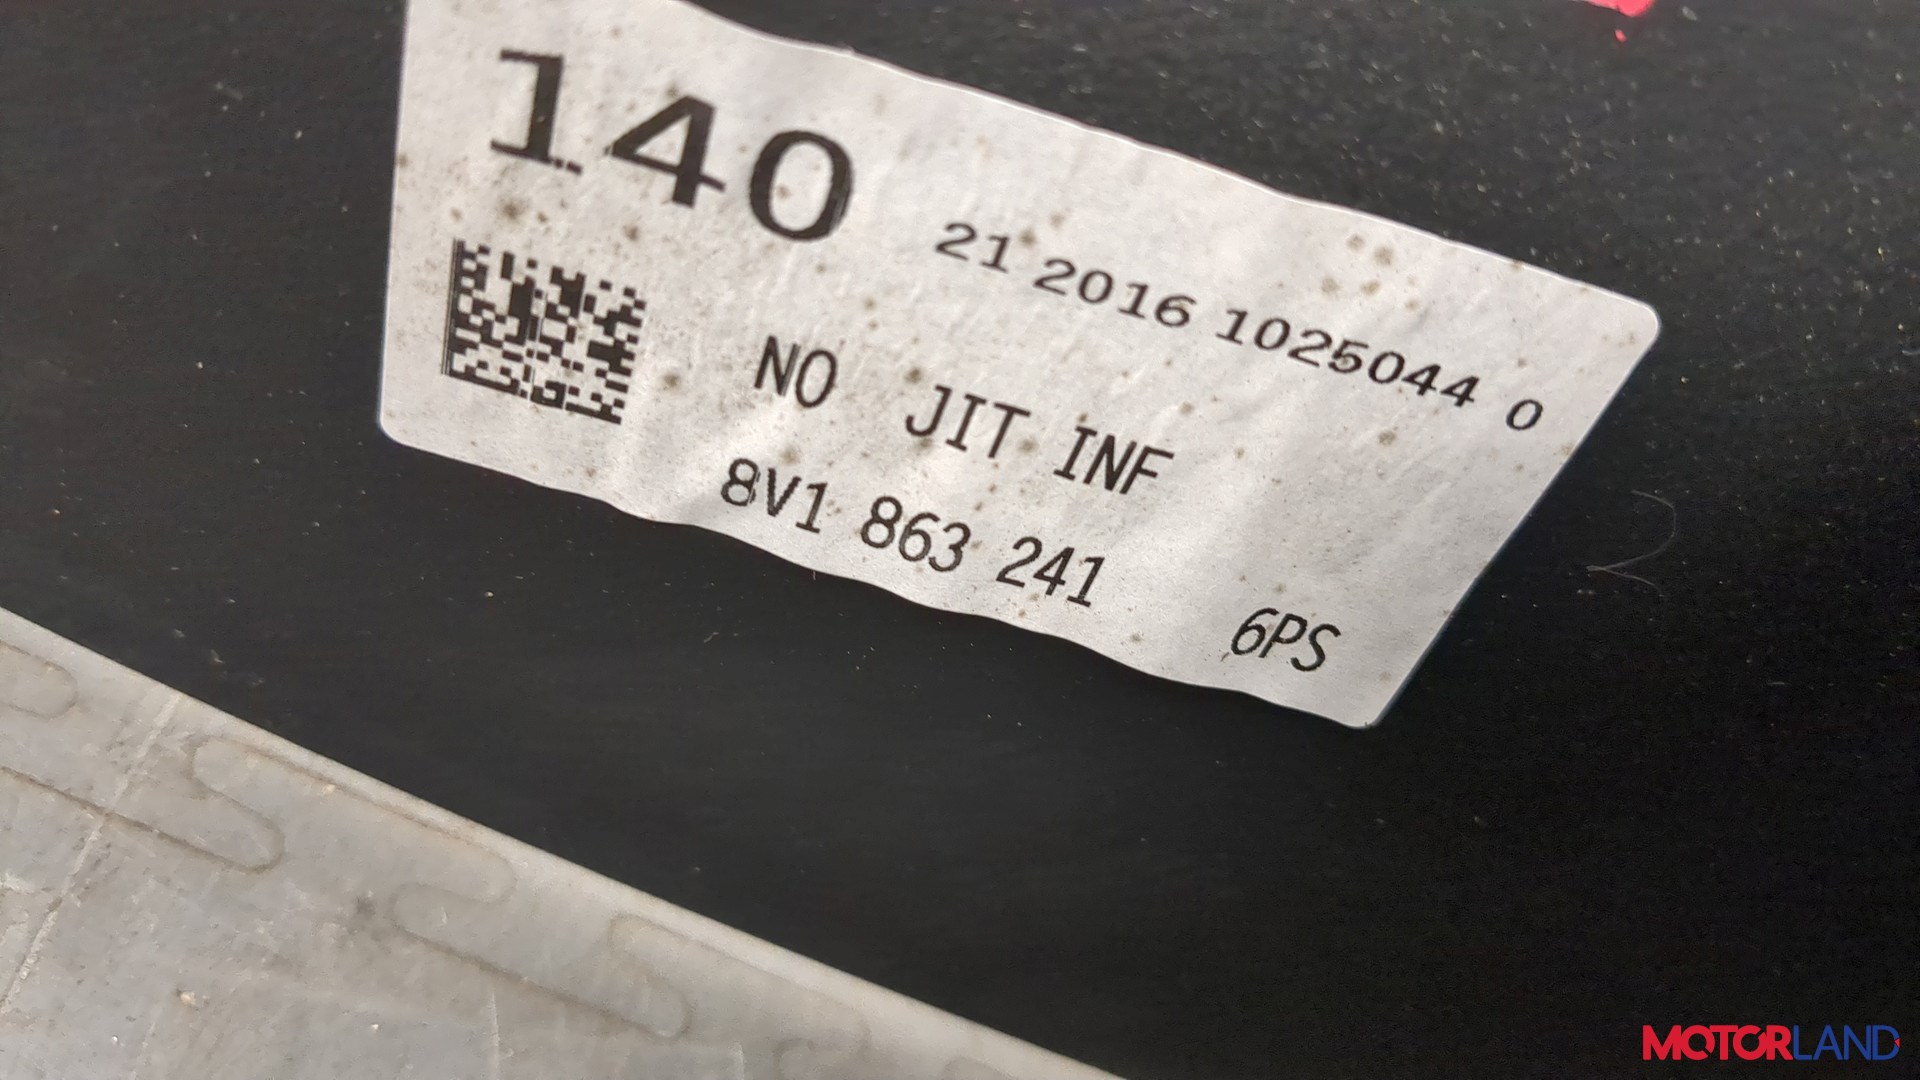 140 21 2016 1025044 0
NO JIT INF
8V1 863 241 6PS
MOTORLAND